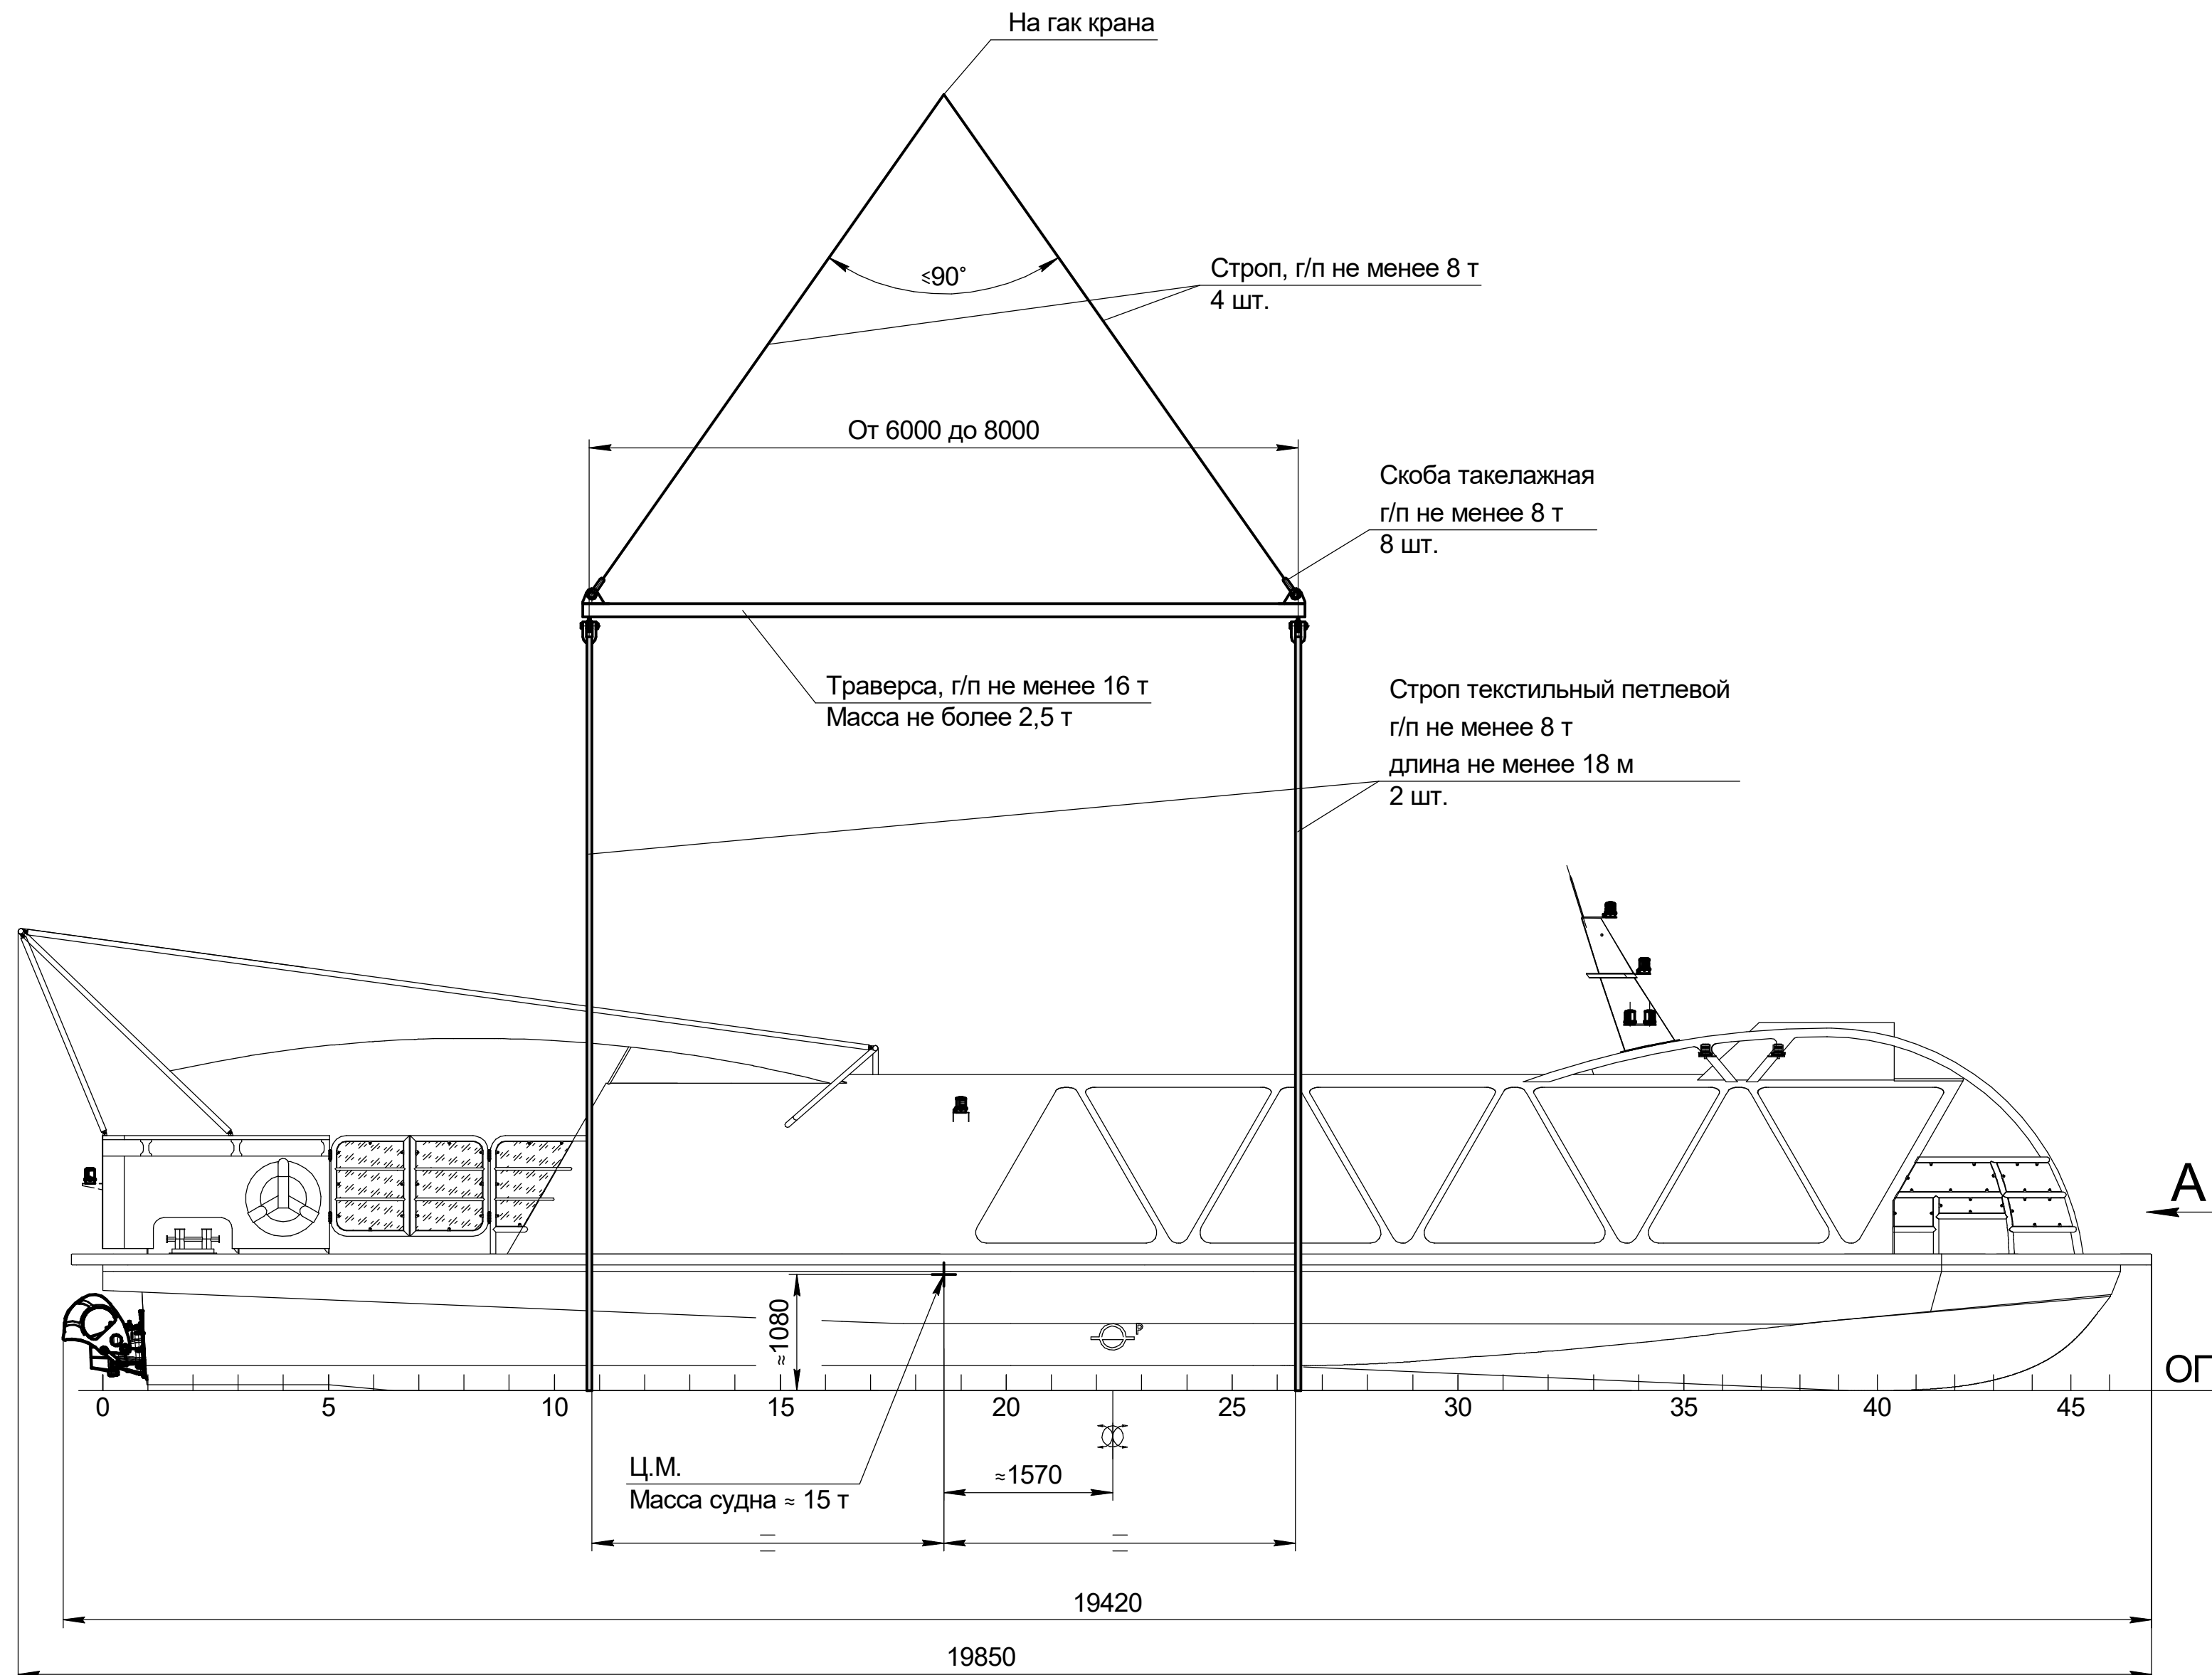 На гак крана
≤90°
Строп, г/п не менее 8 т
4 шт.
От 6000 до 8000
Скоба такелажная
г/п не менее 8 т
8 шт.
Траверса, г/п не менее 16 т
Масса не более 2,5 т
Строп текстильный петлевой
г/п не менее 8 т
длина не менее 18 м
2 шт.
А
≈1080
Р
ОП
0 5 10 15 20 25 30 35 40 45
Ц.М.
Масса судна ≈ 15 т
≈1570
= =
19420
19850